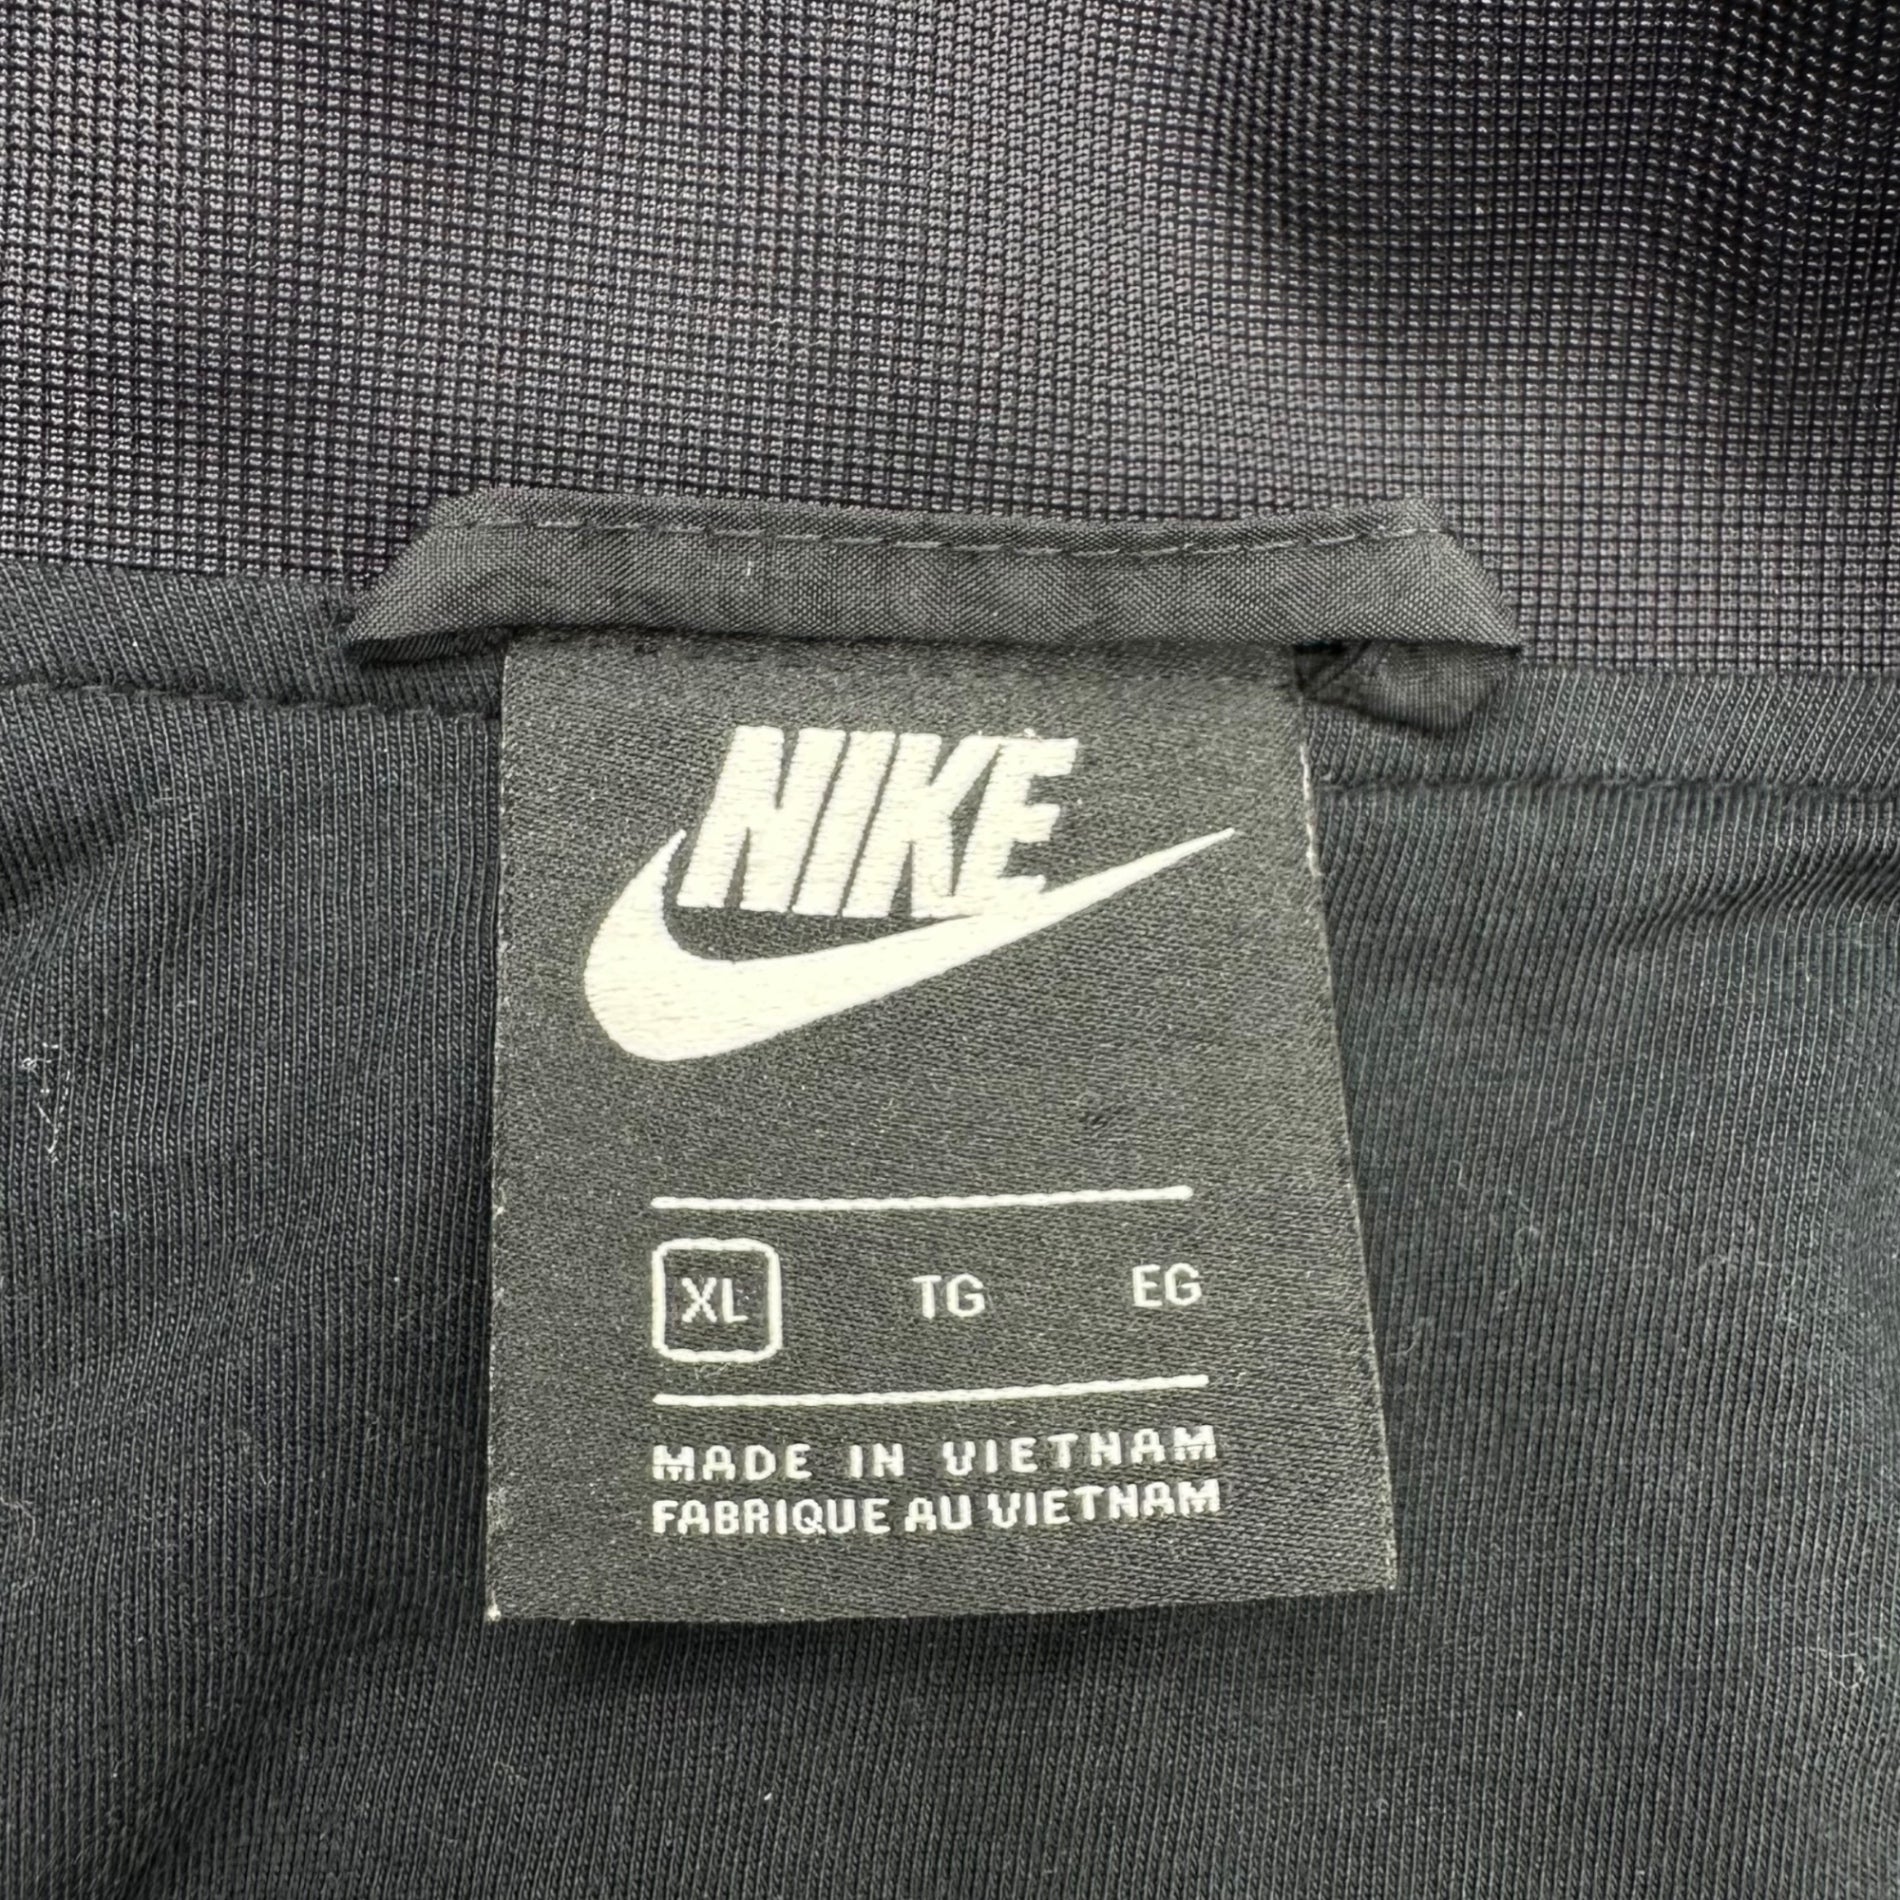 NIKE
XL TG EG
MADE IN VIETNAM
FABRIQUE AU VIETNAM